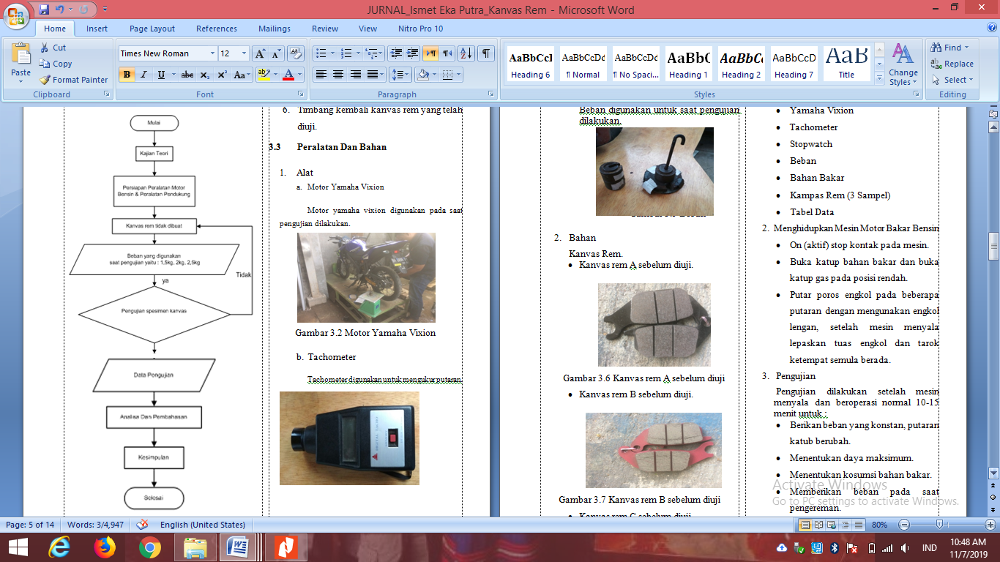 JURNAL_Ismet Eka Putra_Kanvas Rem - Microsoft Word
Home Insert Page Layout References Mailings Review View Nitro Pro 10
Paste
Cut
Copy
Format Painter
Clipboard
Times New Roman 12
Font
Paragraph
AaBbCcI AaBbCcDd AaBbCcDd AaBbC AaBbCc AaBbCcD AaB
Heading 6 ¶ Normal ¶ No Spaci... Heading 1 Heading 2 Heading 7 Title
Styles
Change Styles
Find
Replace
Select
Editing
Mulai
Kajian Teori
Persiapan Peralatan Motor
Bensin & Peralatan Pendukung
Kanvas rem tidak dibuat
Beban yang digunakan
saat pengujian yaitu : 1,5kg, 2kg, 2,5kg
Tidak
ya
Pengujian spesimen kanvas
Data Pengujian
Analisa Dan Pembahasan
Kesimpulan
Selesai
6. Timbang kembali kanvas rem yang telah
diuji.
3.3 Peralatan Dan Bahan
1. Alat
a. Motor Yamaha Vixion
Motor yamaha vixion digunakan pada saat
pengujian dilakukan.
Gambar 3.2 Motor Yamaha Vixion
b. Tachometer
Tachometer digunakan untuk mengukur putaran.
DIGITAL TACHO
Beban digunakan untuk saat pengujian
dilakukan.
2. Bahan
Kanvas Rem.
• Kanvas rem A sebelum diuji.
Gambar 3.6 Kanvas rem A sebelum diuji
• Kanvas rem B sebelum diuji.
Gambar 3.7 Kanvas rem B sebelum diuji
• Kanvas rem C sebelum diuji.
• Yamaha Vixion
• Tachometer
• Stopwatch
• Beban
• Bahan Bakar
• Kampas Rem (3 Sampel)
• Tabel Data
2. Menghidupkan Mesin Motor Bakar Bensin
• On (aktif) stop kontak pada mesin.
• Buka katup bahan bakar dan buka
katup gas pada posisi rendah.
• Putar poros engkol pada beberapa
putaran dengan mengunakan engkol
lengan, setelah mesin menyala
lepaskan tuas engkol dan tarok
ketempat semula berada.
3. Pengujian
Pengujian dilakukan setelah mesin
menyala dan beroperasi normal 10-15
menit untuk :
• Berikan beban yang konstan, putaran
katub berubah.
• Menentukan daya maksimum.
• Menentukan kosumsi bahan bakar.
• Memberikan beban pada saat
pengereman.
Activate Windows
Go to PC settings to activate Windows.
Page: 5 of 14 Words: 3/4,947 English (United States) 80%
IND
10:48 AM
11/7/2019